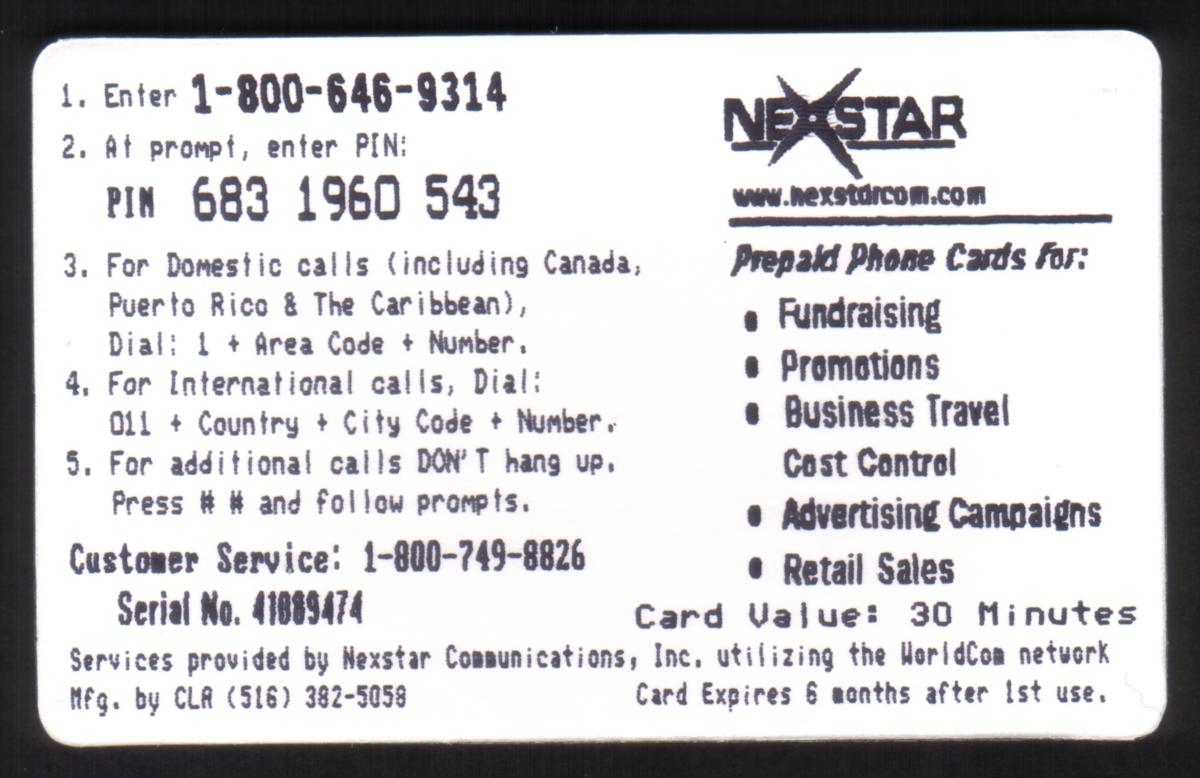 1. Enter 1-800-646-9314
2. At prompt, enter PIN:
PIN 683 1960 543
3. For Domestic calls (including Canada,
Puerto Rico & The Caribbean),
Dial: 1 + Area Code + Number.
4. For International calls, Dial:
011 + Country + City Code + Number.
5. For additional calls DON'T hang up.
Press # # and follow prompts.
Customer Service: 1-800-749-8826
Serial No. 41089474
NEXSTAR
www.nexstarcom.com
Prepaid Phone Cards for:
• Fundraising
• Promotions
• Business Travel
Cost Control
• Advertising Campaigns
• Retail Sales
Card Value: 30 Minutes
Services provided by Nexstar Communications, Inc. utilizing the WorldCom network
Mfg. by CLA (516) 382-5058
Card Expires 6 months after 1st use.